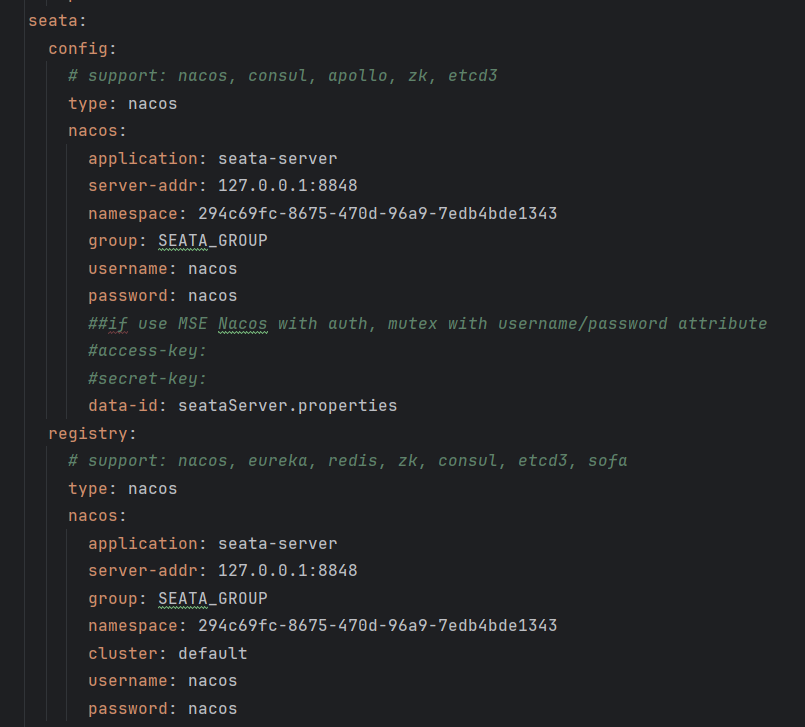 seata:
config:
# support: nacos, consul, apollo, zk, etcd3
type: nacos
nacos:
application: seata-server
server-addr: 127.0.0.1:8848
namespace: 294c69fc-8675-470d-96a9-7edb4bde1343
group: SEATA_GROUP
username: nacos
password: nacos
##if use MSE Nacos with auth, mutex with username/password attribute
#access-key:
#secret-key:
data-id: seataServer.properties
registry:
# support: nacos, eureka, redis, zk, consul, etcd3, sofa
type: nacos
nacos:
application: seata-server
server-addr: 127.0.0.1:8848
group: SEATA_GROUP
namespace: 294c69fc-8675-470d-96a9-7edb4bde1343
cluster: default
username: nacos
password: nacos